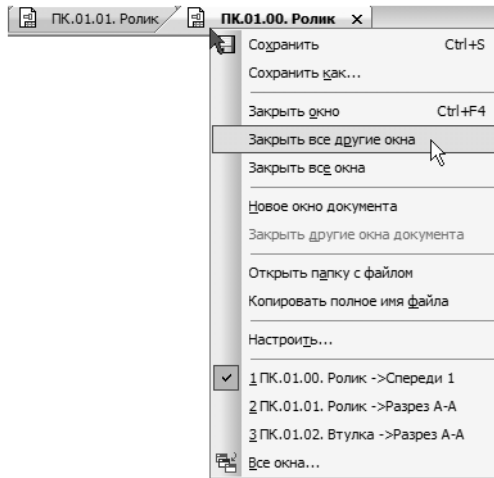 ПК.01.01. Ролик ПК.01.00. Ролик
Сохранить Ctrl+S
Сохранить как...
Закрыть окно Ctrl+F4
Закрыть все другие окна
Закрыть все окна
Новое окно документа
Закрыть другие окна документа
Открыть папку с файлом
Копировать полное имя файла
Настроить...
1 ПК.01.00. Ролик ->Спереди 1
2 ПК.01.01. Ролик ->Разрез А-А
3 ПК.01.02. Втулка ->Разрез А-А
Все окна...